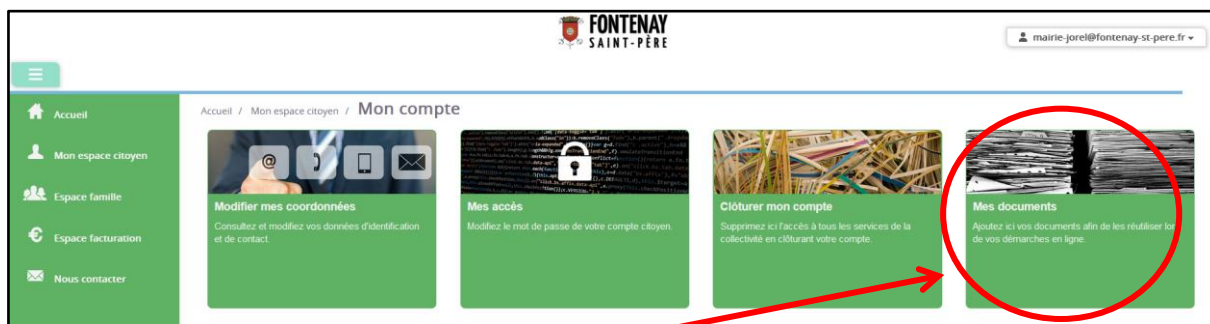 FONTENAY
SAINT-PÈRE
mairie-jorel@fontenay-st-pere.fr
Accueil
Mon espace citoyen
Espace famille
Espace facturation
Nous contacter
Accueil / Mon espace citoyen / Mon compte
Modifier mes coordonnées
Consultez et modifiez vos données d'identification
et de contact.
Mes accès
Modifiez le mot de passe de votre compte citoyen.
Clôturer mon compte
Supprimez ici l'accès à tous les services de la
collectivité en clôturant votre compte.
Mes documents
Ajoutez ici vos documents afin de les réutiliser
de vos démarches en ligne.